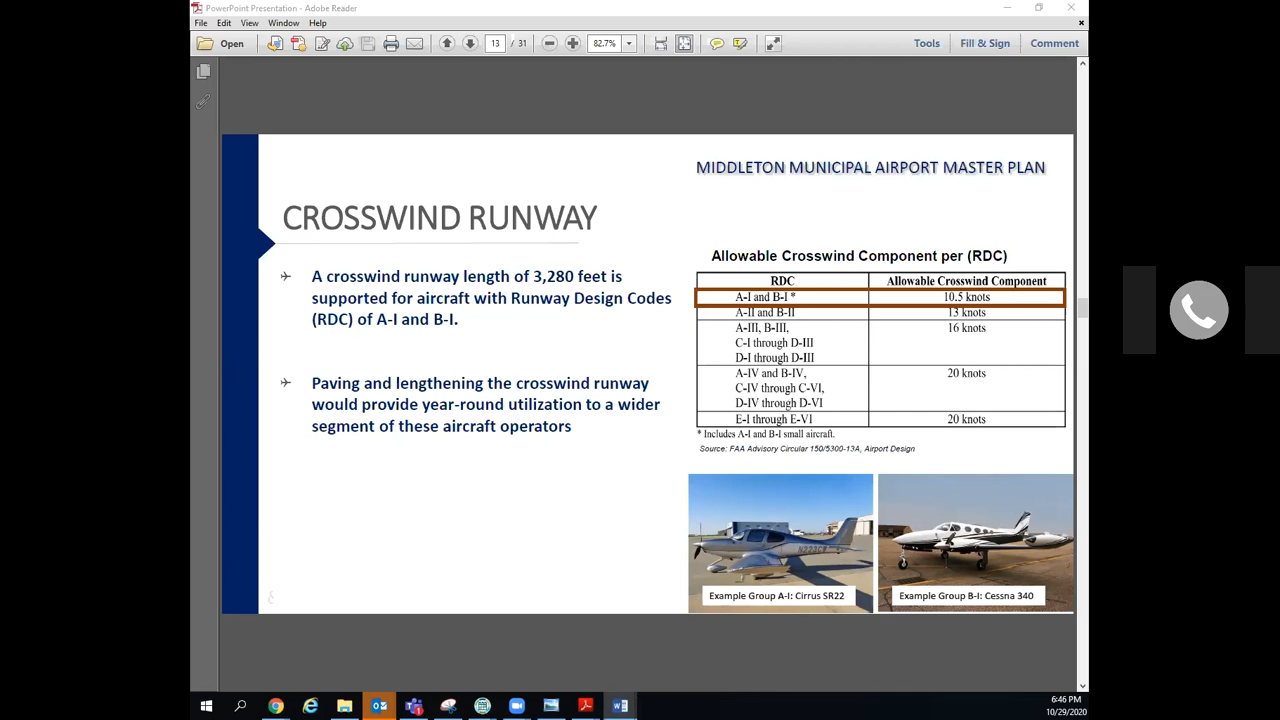 PowerPoint Presentation - Adobe Reader
File Edit View Window Help
Open 13 / 31 82.7% Tools Fill & Sign Comment
MIDDLETON MUNICIPAL AIRPORT MASTER PLAN
CROSSWIND RUNWAY
A crosswind runway length of 3,280 feet is
supported for aircraft with Runway Design Codes
(RDC) of A-I and B-I.
Paving and lengthening the crosswind runway
would provide year-round utilization to a wider
segment of these aircraft operators
Allowable Crosswind Component per (RDC)
RDC Allowable Crosswind Component
A-I and B-I * 10.5 knots
A-II and B-II 13 knots
A-III, B-III, 16 knots
C-I through D-III
D-I through D-III
A-IV and B-IV, 20 knots
C-IV through C-VI,
D-IV through D-VI
E-I through E-VI 20 knots
* Includes A-I and B-I small aircraft.
Source: FAA Advisory Circular 150/5300-13A, Airport Design
Example Group A-I: Cirrus SR22
Example Group B-I: Cessna 340
6:46 PM
10/29/2020